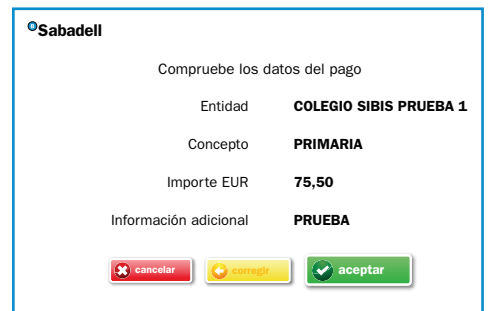 Sabadell
Compruebe los datos del pago
Entidad COLEGIO SIBIS PRUEBA 1
Concepto PRIMARIA
Importe EUR 75,50
Información adicional PRUEBA
cancelar corregir aceptar